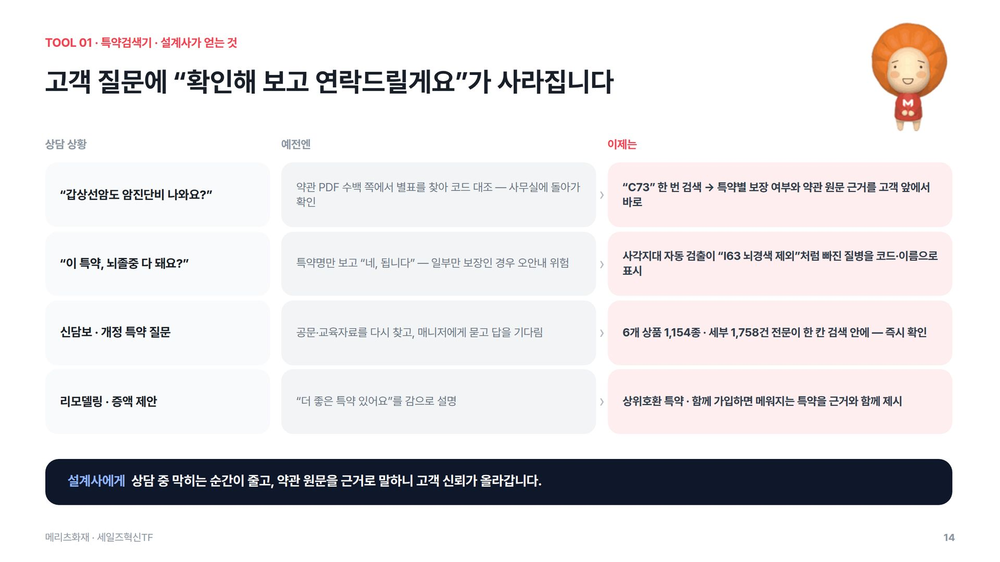 TOOL 01 · 특약검색기 · 설계사가 얻는 것
고객 질문에 “확인해 보고 연락드릴게요”가 사라집니다
M
상담 상황
예전엔
이제는
“갑상선암도 암진단비 나와요?”
약관 PDF 수백 쪽에서 별표를 찾아 코드 대조 — 사무실에 돌아가
확인
›
“C73” 한 번 검색 → 특약별 보장 여부와 약관 원문 근거를 고객 앞에서
바로
“이 특약, 뇌졸중 다 돼요?”
특약명만 보고 “네, 됩니다” — 일부만 보장인 경우 오안내 위험
›
사각지대 자동 검출이 “I63 뇌경색 제외”처럼 빠진 질병을 코드·이름으로
표시
신담보 · 개정 특약 질문
공문·교육자료를 다시 찾고, 매니저에게 묻고 답을 기다림
›
6개 상품 1,154종 · 세부 1,758건 전문이 한 칸 검색 안에 — 즉시 확인
리모델링 · 증액 제안
“더 좋은 특약 있어요”를 감으로 설명
›
상위호환 특약 · 함께 가입하면 메워지는 특약을 근거와 함께 제시
설계사에게 상담 중 막히는 순간이 줄고, 약관 원문을 근거로 말하니 고객 신뢰가 올라갑니다.
메리츠화재 · 세일즈혁신TF
14